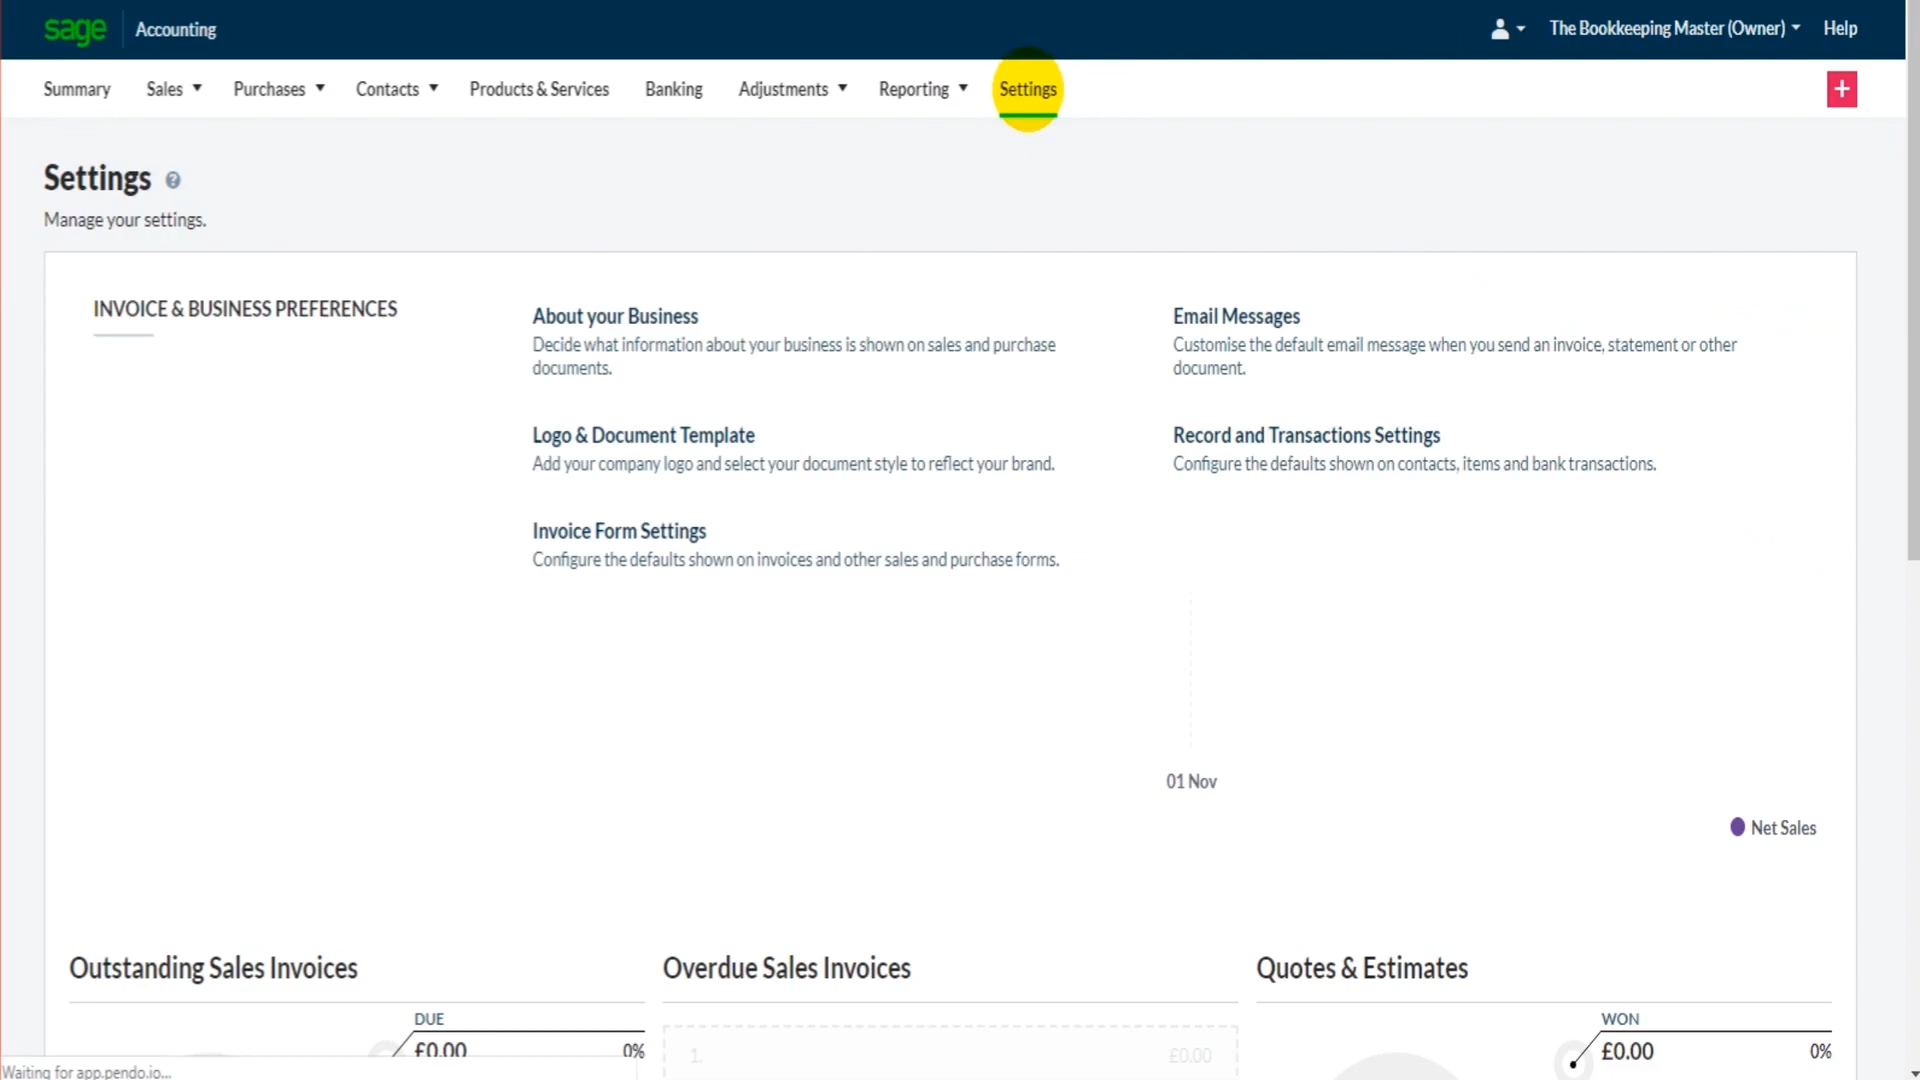 sage Accounting The Bookkeeping Master (Owner) Help
Summary Sales Purchases Contacts Products & Services Banking Adjustments Reporting Settings +
Settings ?
Manage your settings.
INVOICE & BUSINESS PREFERENCES
About your Business
Decide what information about your business is shown on sales and purchase
documents.
Email Messages
Customise the default email message when you send an invoice, statement or other
document.
Logo & Document Template
Add your company logo and select your document style to reflect your brand.
Record and Transactions Settings
Configure the defaults shown on contacts, items and bank transactions.
Invoice Form Settings
Configure the defaults shown on invoices and other sales and purchase forms.
01 Nov
Net Sales
Outstanding Sales Invoices
DUE
£0.00 0%
Overdue Sales Invoices
1. £0.00
Quotes & Estimates
WON
£0.00 0%
Waiting for app.pendo.io...